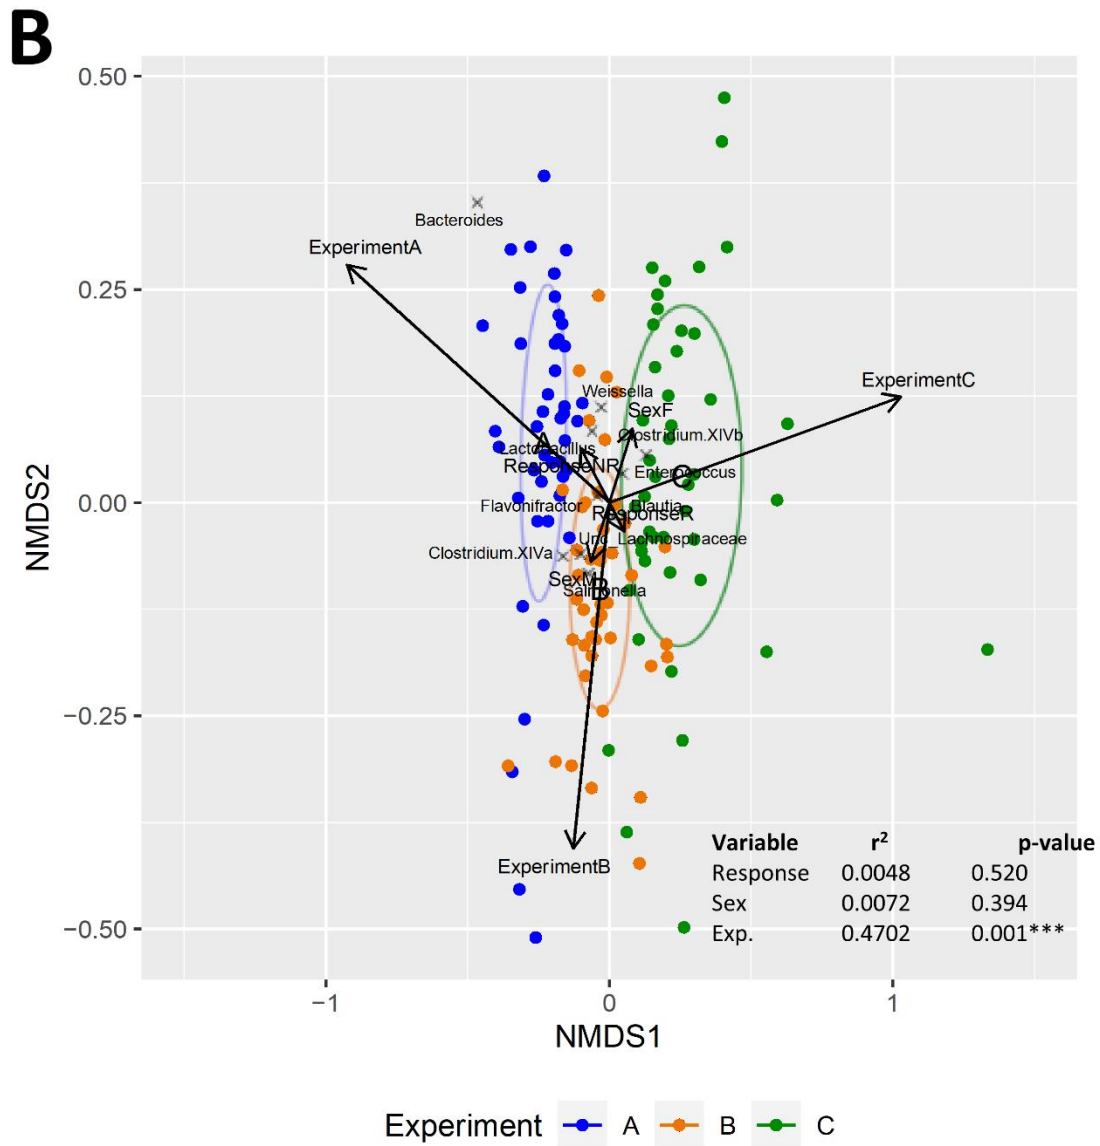 B
0.50
0.25
0.00
−0.25
−0.50
NMDS2
Bacteroides
ExperimentA
ExperimentC
Weissella
SexF
Clostridium.XIVb
Lactobacillus
ResponseNR
Enterococcus
C
Flavonifractor
Blautia
ResponseR
Unc_Lachnospiraceae
Clostridium.XIVa
SexM
B
Salmonella
ExperimentB
Variable r² p-value
Response 0.0048 0.520
Sex 0.0072 0.394
Exp. 0.4702 0.001***
−1 0 1
NMDS1
Experiment A B C